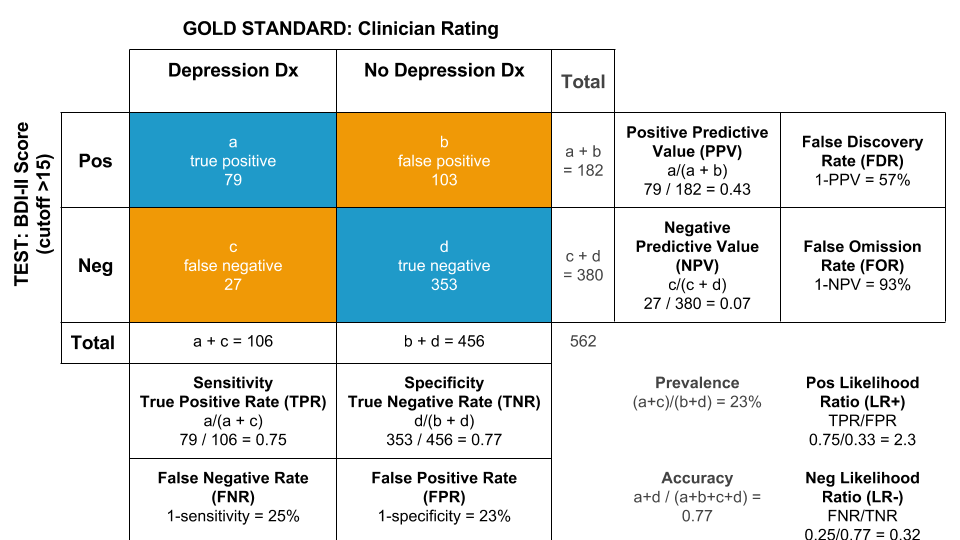 GOLD STANDARD: Clinician Rating
Depression Dx
No Depression Dx
Total
TEST: BDI-II Score
(cutoff >15)
Pos
a
true positive
79
b
false positive
103
a + b
= 182
Positive Predictive
Value (PPV)
a/(a + b)
79 / 182 = 0.43
False Discovery
Rate (FDR)
1-PPV = 57%
Neg
c
false negative
27
d
true negative
353
c + d
= 380
Negative
Predictive Value
(NPV)
c/(c + d)
27 / 380 = 0.07
False Omission
Rate (FOR)
1-NPV = 93%
Total
a + c = 106
b + d = 456
562
Sensitivity
True Positive Rate (TPR)
a/(a + c)
79 / 106 = 0.75
Specificity
True Negative Rate (TNR)
d/(b + d)
353 / 456 = 0.77
Prevalence
(a+c)/(b+d) = 23%
Pos Likelihood
Ratio (LR+)
TPR/FPR
0.75/0.33 = 2.3
False Negative Rate
(FNR)
1-sensitivity = 25%
False Positive Rate
(FPR)
1-specificity = 23%
Accuracy
a+d / (a+b+c+d) =
0.77
Neg Likelihood
Ratio (LR-)
FNR/TNR
0.25/0.77 = 0.32